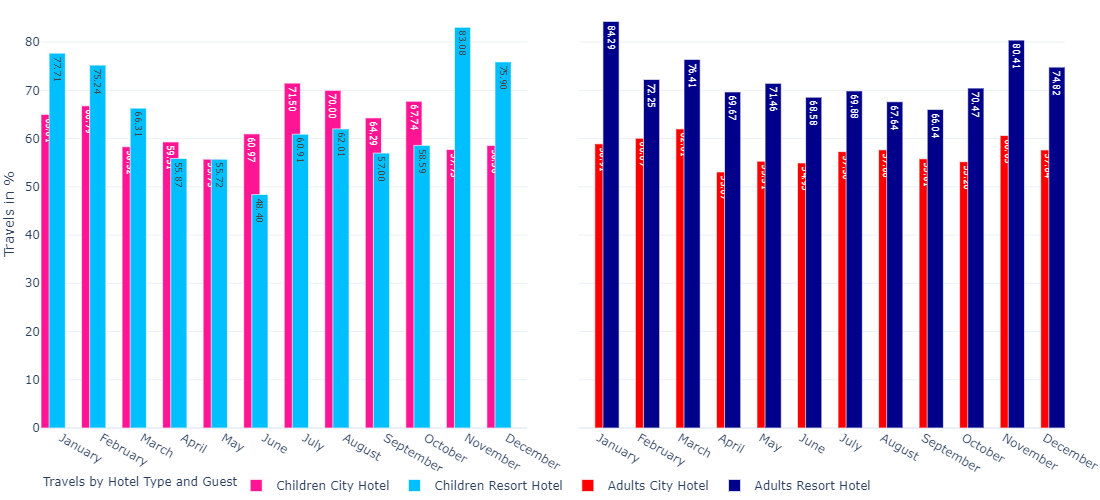 80
70
60
50
40
30
20
10
0
Travels in %
77.71
75.24
66.31
59.31
55.87
55.72
60.97
48.40
71.50
60.91
70.00
62.01
64.29
57.00
67.74
58.59
83.08
75.90
84.29
72.25
76.41
69.67
71.46
68.58
69.88
67.64
66.04
70.47
80.41
74.82
January
February
March
April
May
June
July
August
September
October
November
December
January
February
March
April
May
June
July
August
September
October
November
December
Travels by Hotel Type and Guest
Children City Hotel
Children Resort Hotel
Adults City Hotel
Adults Resort Hotel